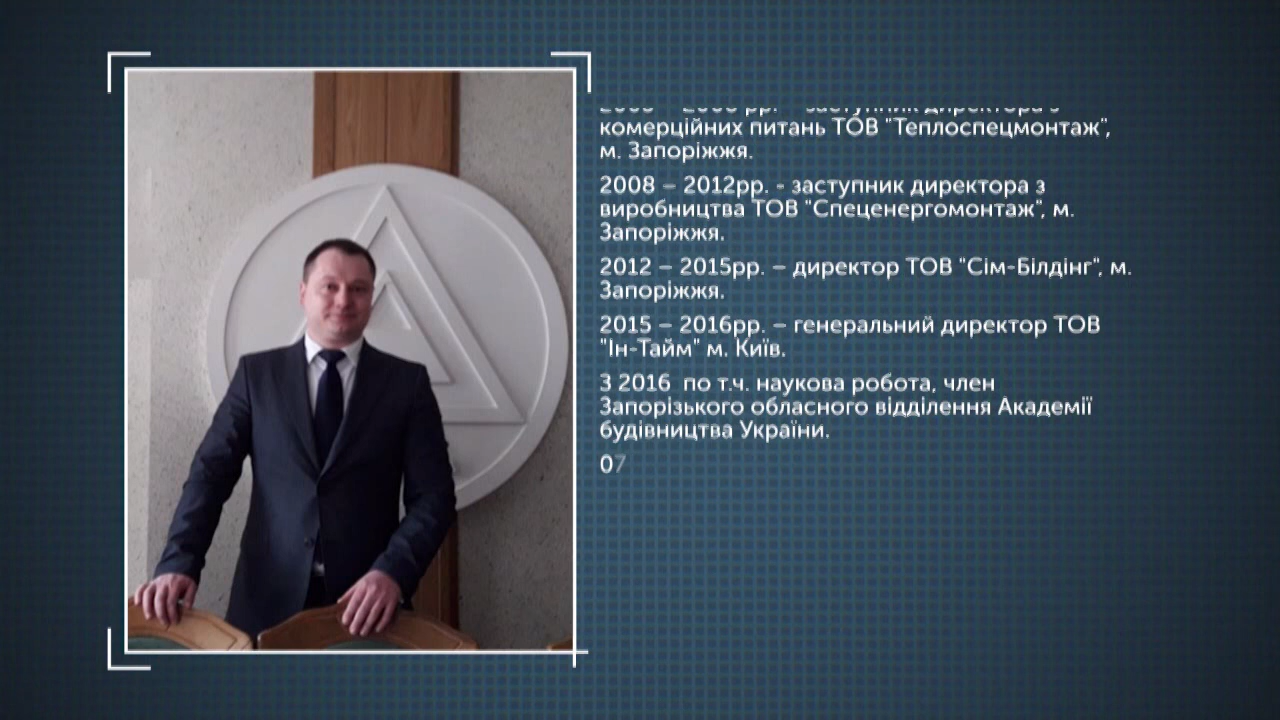 комерційних питань ТОВ "Теплоспецмонтаж",
м. Запоріжжя.
2008 – 2012рр. - заступник директора з
виробництва ТОВ "Спеценергомонтаж", м.
Запоріжжя.
2012 – 2015рр. – директор ТОВ "Сім-Білдінг", м.
Запоріжжя.
2015 – 2016рр. – генеральний директор ТОВ
"Ін-Тайм" м. Київ.
З 2016 по т.ч. наукова робота, член
Запорізького обласного відділення Академії
будівництва України.
07